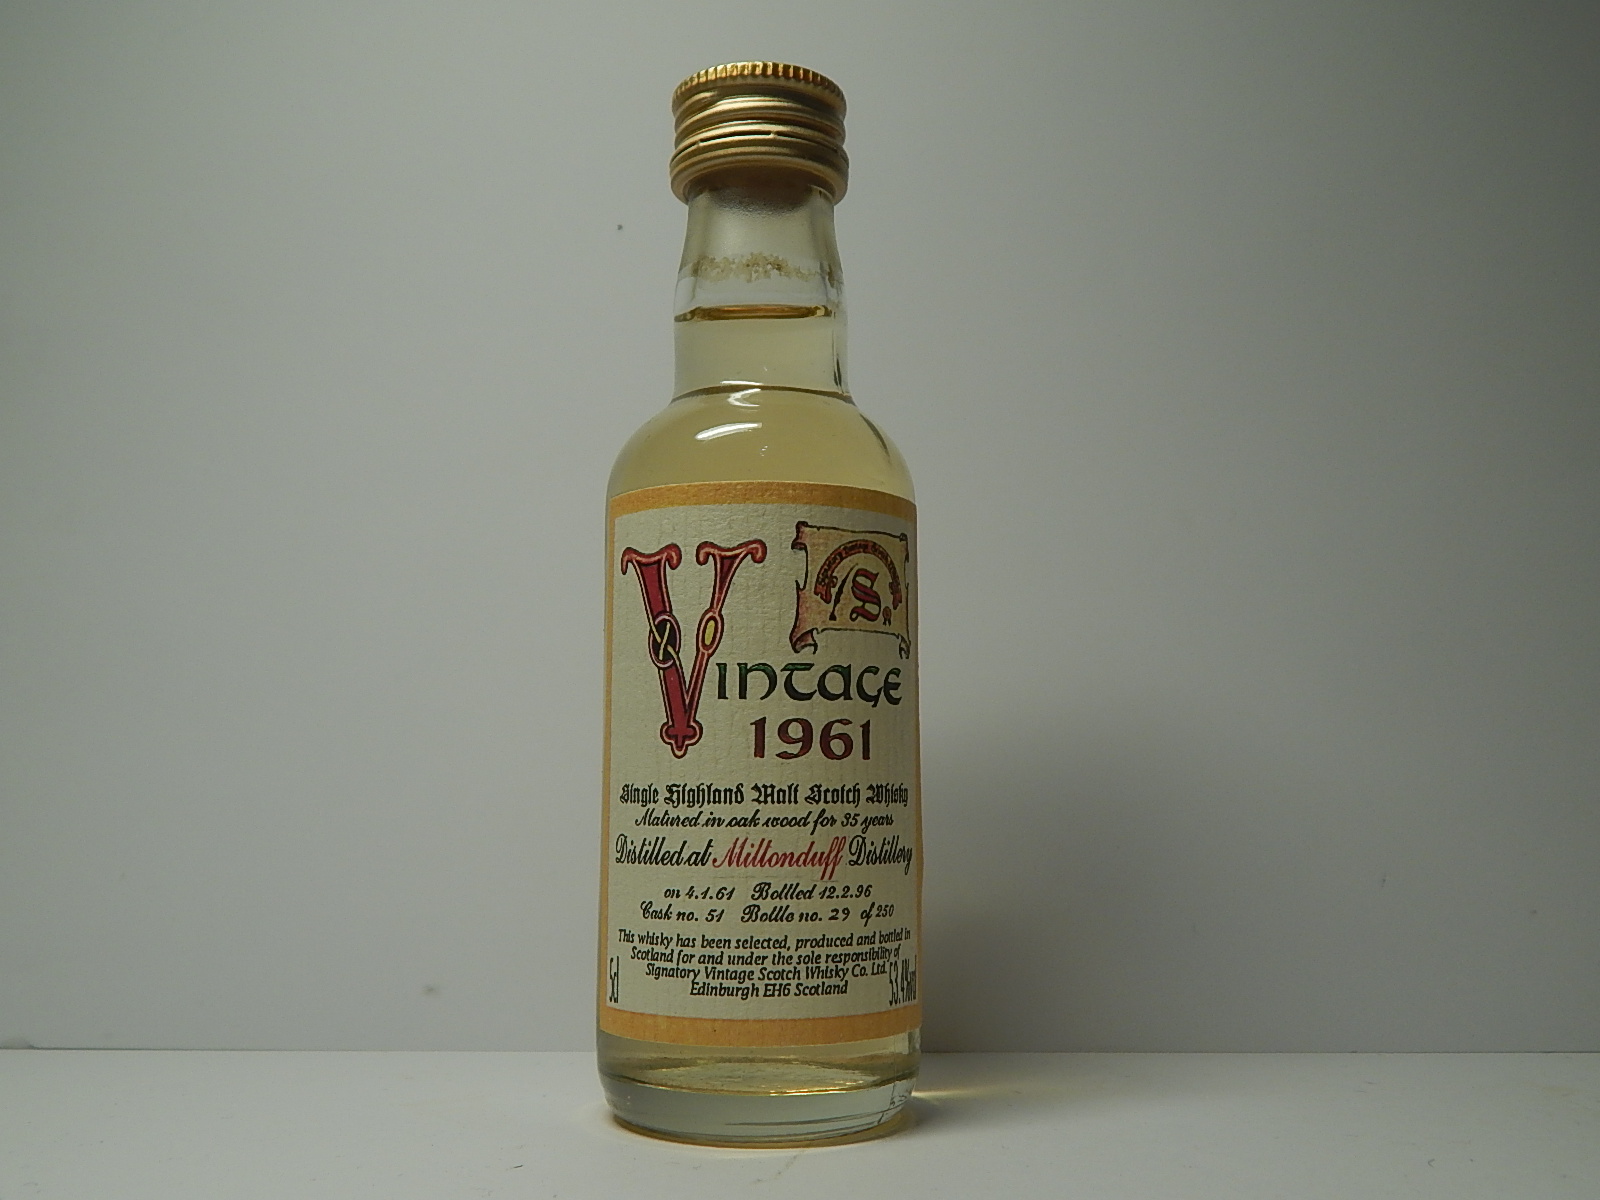 S
Vintage
1961
Single Highland Malt Scotch Whisky
Matured in oak wood for 35 years
Distilled at Miltonduff Distillery
on 4.1.61 Bottled 12.2.96
Cask no. 51 Bottle no. 29 of 250
This whisky has been selected, produced and bottled in
Scotland for and under the sole responsibility of
Signatory Vintage Scotch Whisky Co. Ltd.
Edinburgh EH6 Scotland
5cl
53.4%vol